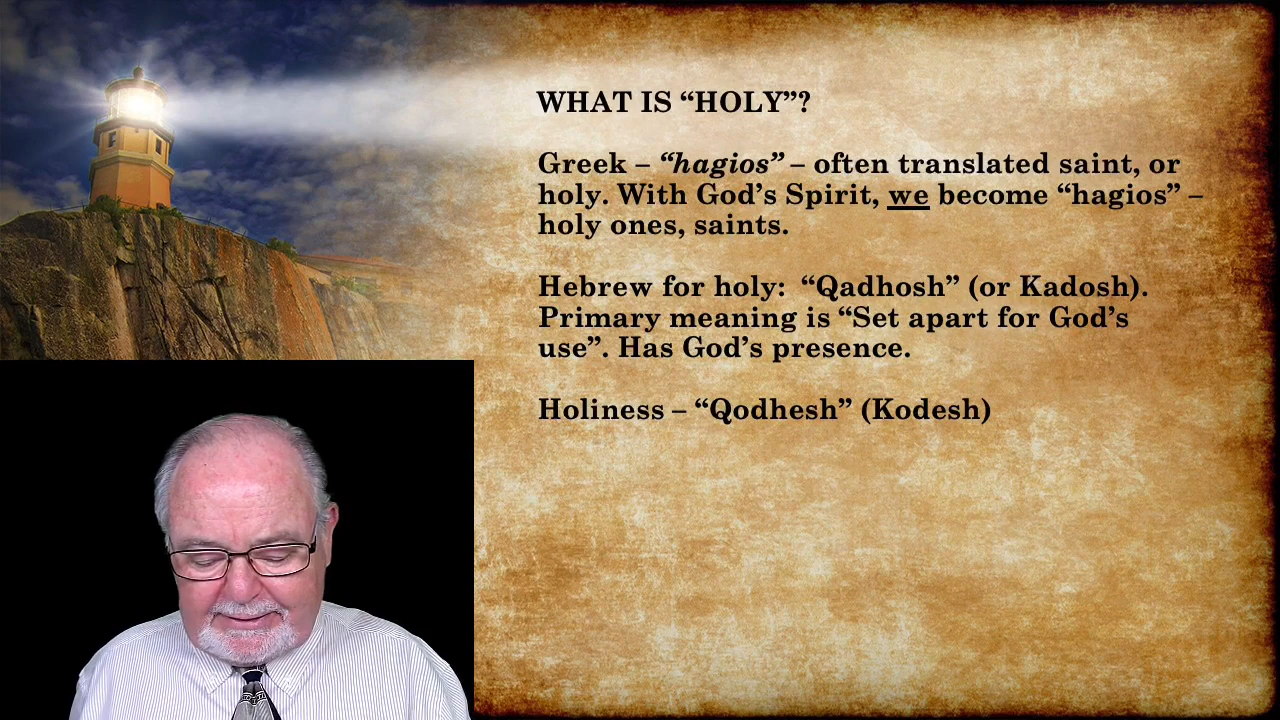 WHAT IS “HOLY”?
Greek – “hagios” – often translated saint, or
holy. With God’s Spirit, we become “hagios” –
holy ones, saints.
Hebrew for holy:  “Qadhosh” (or Kadosh).
Primary meaning is “Set apart for God’s
use”. Has God’s presence.
Holiness – “Qodhesh” (Kodesh)